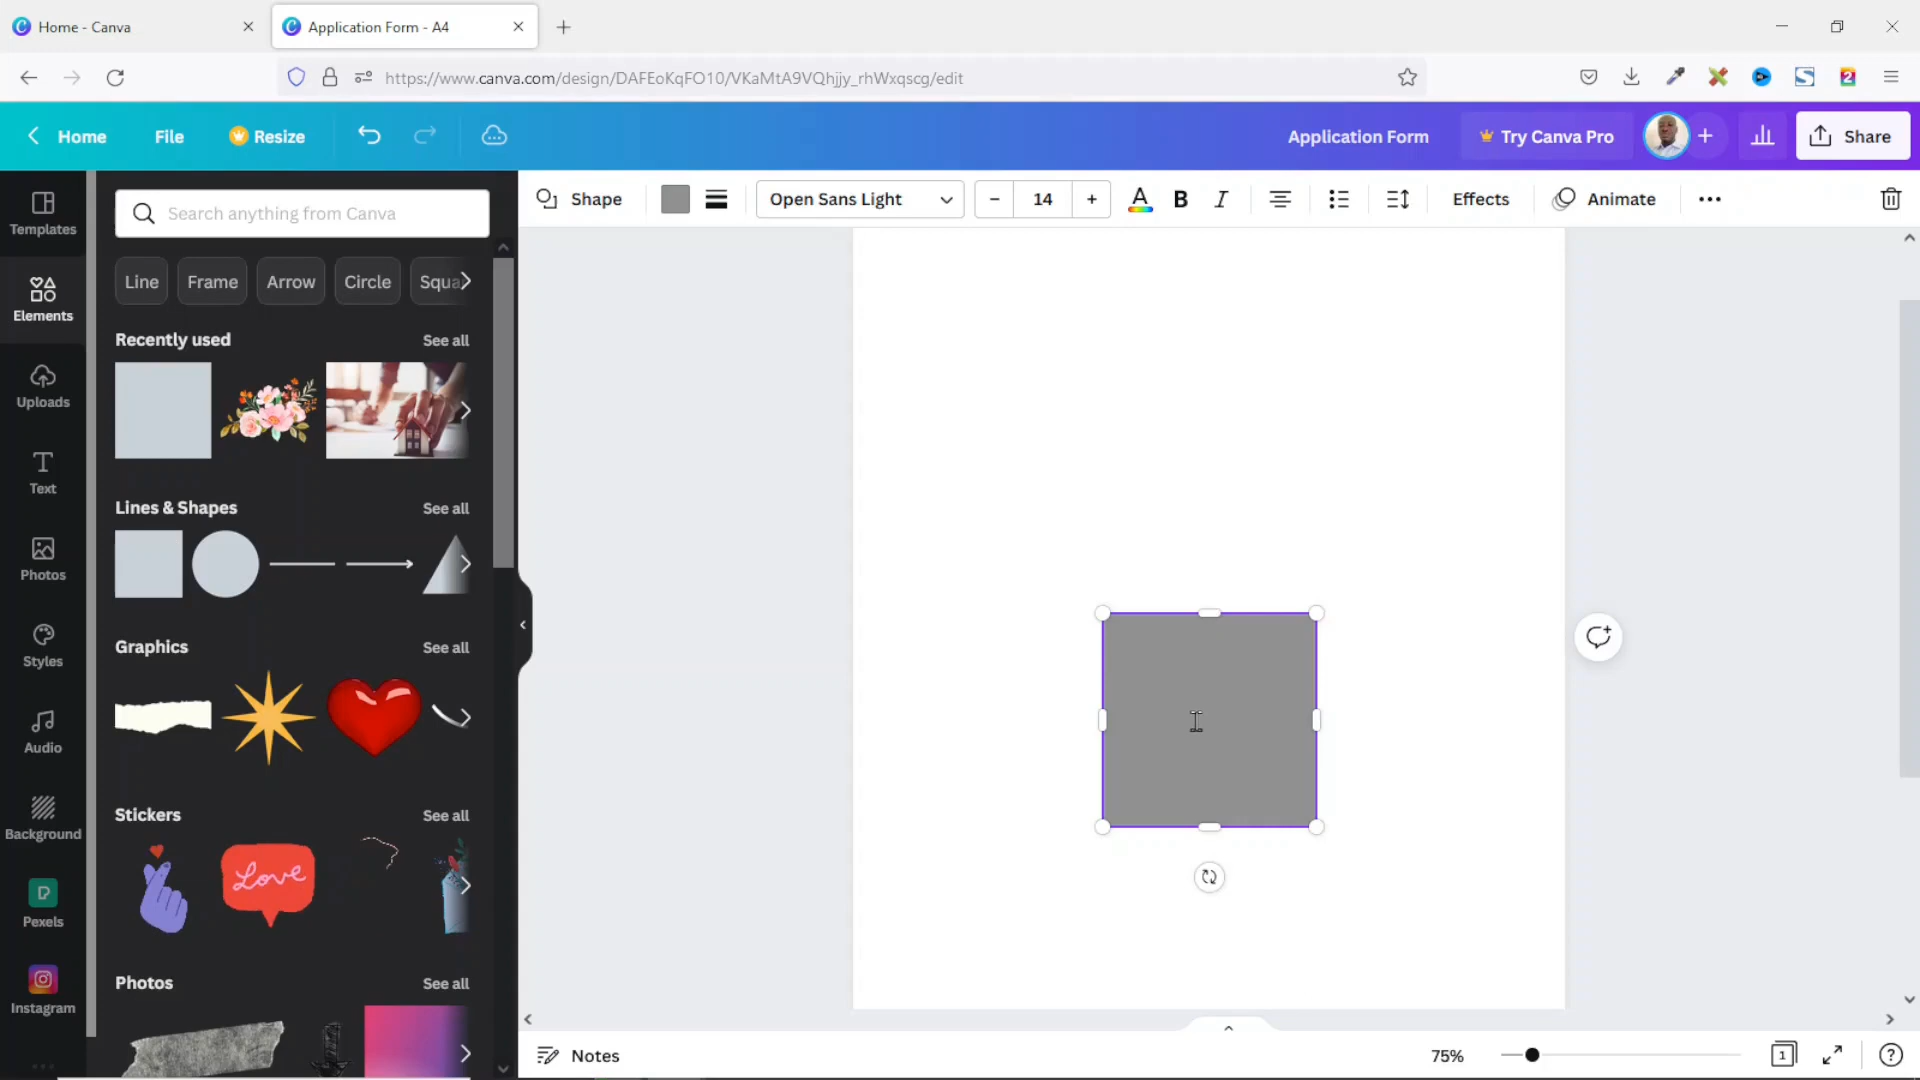 Home - Canva
Application Form - A4
https://www.canva.com/design/DAFEoKqFO10/VKaMtA9VQhjjy_rhWxqscg/edit
2
Home
File
Resize
Application Form
Try Canva Pro
Share
Templates
Elements
Uploads
Text
Photos
Styles
Audio
Background
Pexels
Instagram
Search anything from Canva
Line
Frame
Arrow
Circle
Squa
Recently used
See all
Lines & Shapes
See all
Graphics
See all
Stickers
See all
Love
Photos
See all
Shape
Open Sans Light
14
A
B
I
Effects
Animate
Notes
75%
1